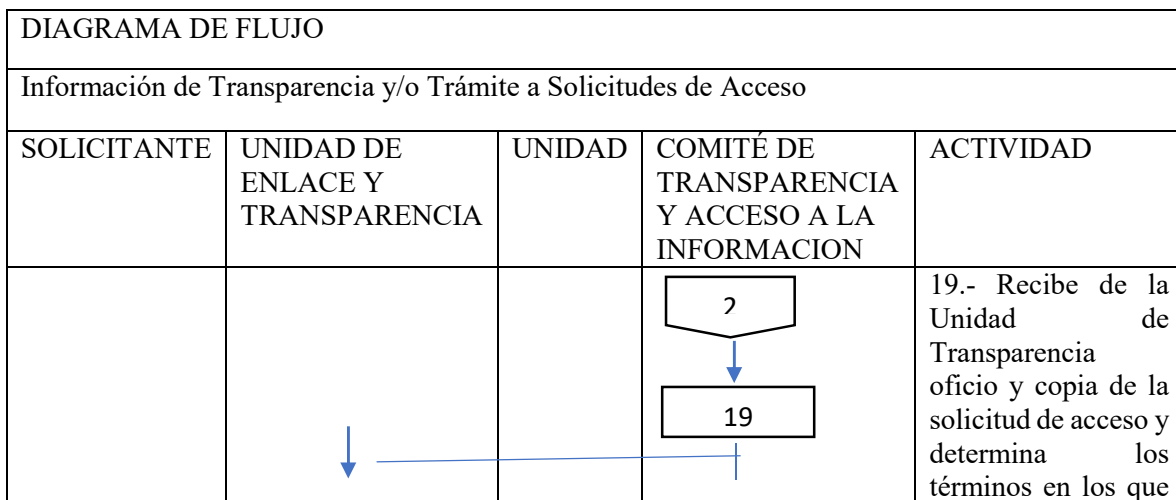 DIAGRAMA DE FLUJO
Información de Transparencia y/o Trámite a Solicitudes de Acceso
SOLICITANTE
UNIDAD DE
ENLACE Y
TRANSPARENCIA
UNIDAD
COMITÉ DE
TRANSPARENCIA
Y ACCESO A LA
INFORMACION
ACTIVIDAD
2
19
19.- Recibe de la
Unidad de
Transparencia
oficio y copia de la
solicitud de acceso y
determina los
términos en los que